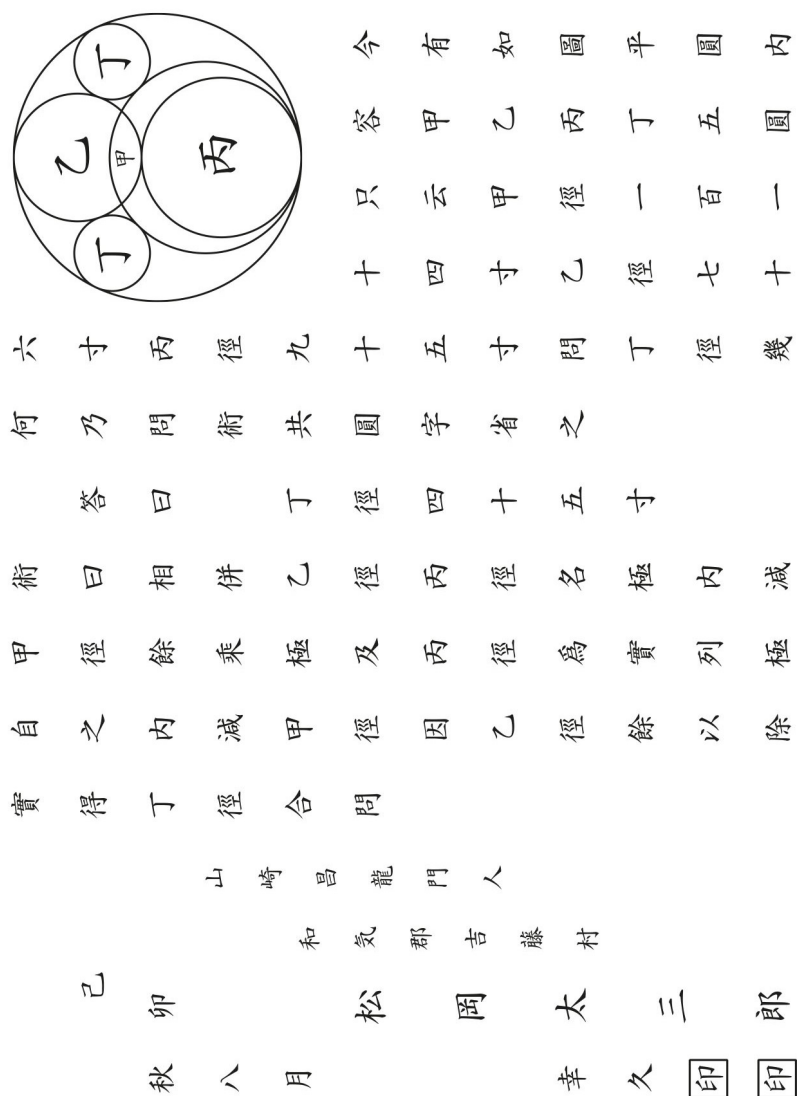 丁
乙
甲
丙
丁
今有如圖平圓内
容甲乙丙丁五圓
只云甲徑一百一
十四寸乙徑七十
六寸丙徑九十五寸問丁徑幾
何乃問術共圓字省之
答曰 丁徑四十五寸
術曰相併乙徑丙徑名極内減
甲徑餘乘極及丙徑爲實列極
自之内減甲徑因乙徑餘以除
實得丁徑合問
山崎昌龍門人
和気郡吉藤村
己卯 松岡太三郎
秋八月 幸久 印 印